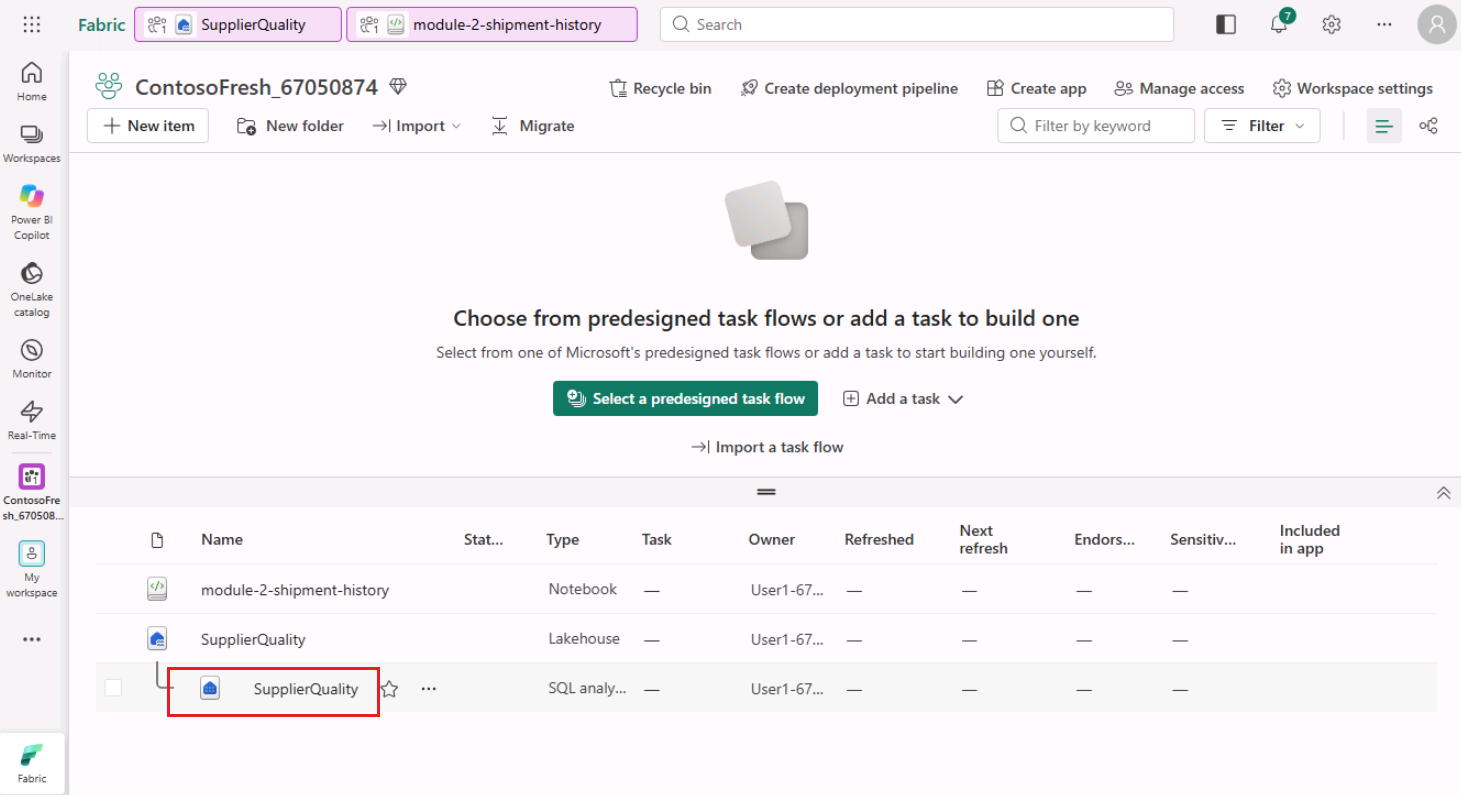 Fabric
SupplierQuality
module-2-shipment-history
Search
7
Home
Workspaces
Power BI
Copilot
OneLake
catalog
Monitor
Real-Time
ContosoFre
sh_670508...
My
workspace
Fabric
ContosoFresh_67050874
Recycle bin
Create deployment pipeline
Create app
Manage access
Workspace settings
New item
New folder
Import
Migrate
Filter by keyword
Filter
Choose from predesigned task flows or add a task to build one
Select from one of Microsoft's predesigned task flows or add a task to start building one yourself.
Select a predesigned task flow
Add a task
Import a task flow
Name Stat... Type Task Owner Refreshed Next refresh Endors... Sensitiv... Included in app
module-2-shipment-history Notebook — User1-67... — — — —
SupplierQuality Lakehouse — User1-67... — — — —
SupplierQuality SQL analy... — User1-67... — — — —